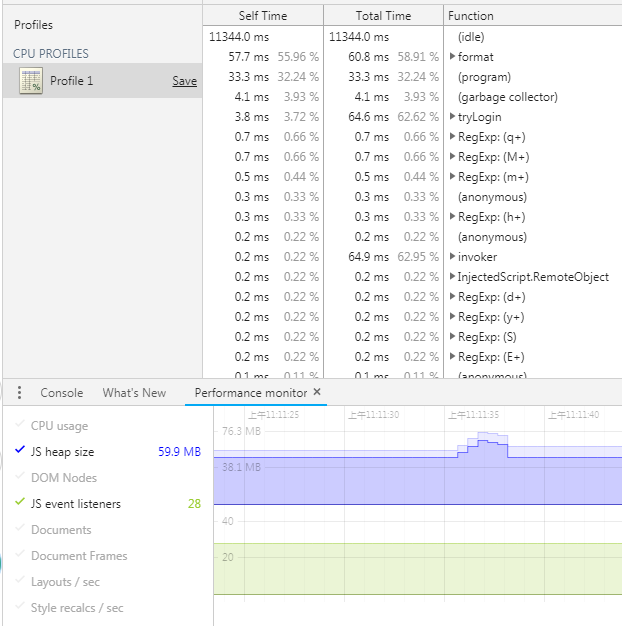 Profiles
CPU PROFILES
Profile 1 Save
Self Time Total Time Function
11344.0 ms 11344.0 ms (idle)
57.7 ms 55.96 % 60.8 ms 58.91 % format
33.3 ms 32.24 % 33.3 ms 32.24 % (program)
4.1 ms 3.93 % 4.1 ms 3.93 % (garbage collector)
3.8 ms 3.72 % 64.6 ms 62.62 % tryLogin
0.7 ms 0.66 % 0.7 ms 0.66 % RegExp: (q+)
0.7 ms 0.66 % 0.7 ms 0.66 % RegExp: (M+)
0.5 ms 0.44 % 0.5 ms 0.44 % RegExp: (m+)
0.3 ms 0.33 % 0.3 ms 0.33 % (anonymous)
0.3 ms 0.33 % 0.3 ms 0.33 % RegExp: (h+)
0.2 ms 0.22 % 0.2 ms 0.22 % (anonymous)
0.2 ms 0.22 % 64.9 ms 62.95 % invoker
0.2 ms 0.22 % 0.2 ms 0.22 % InjectedScript.RemoteObject
0.2 ms 0.22 % 0.2 ms 0.22 % RegExp: (d+)
0.2 ms 0.22 % 0.2 ms 0.22 % RegExp: (y+)
0.2 ms 0.22 % 0.2 ms 0.22 % RegExp: (S)
0.2 ms 0.22 % 0.2 ms 0.22 % RegExp: (E+)
0.1 ms 0.11 % 0.1 ms 0.11 % (anonymous)
Console What's New Performance monitor ✕
CPU usage
JS heap size 59.9 MB
DOM Nodes
JS event listeners 28
Documents
Document Frames
Layouts / sec
Style recalcs / sec
上午11:11:25 上午11:11:30 上午11:11:35 上午11:11:40
76.3 MB
38.1 MB
40
20